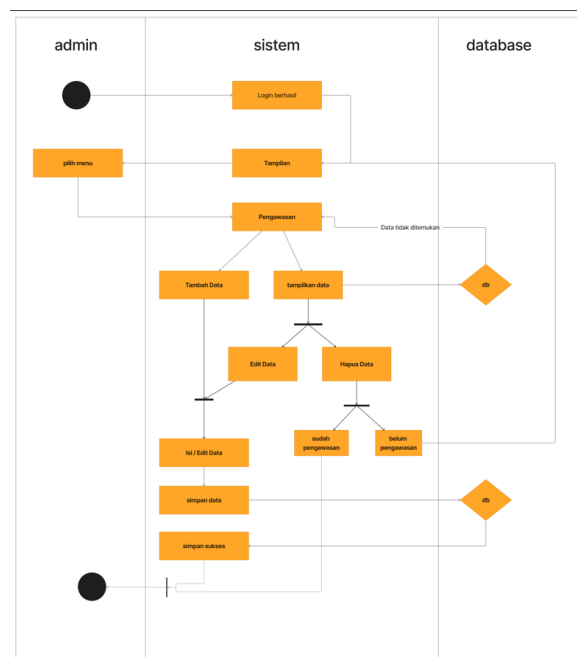 admin
sistem
database
Login berhasil
pilih menu
Tampilan
Pengawasan
Data tidak ditemukan
Tambah Data
tampilkan data
db
Edit Data
Hapus Data
sudah
pengawasan
belum
pengawasan
Isi / Edit Data
simpan data
db
simpan sukses